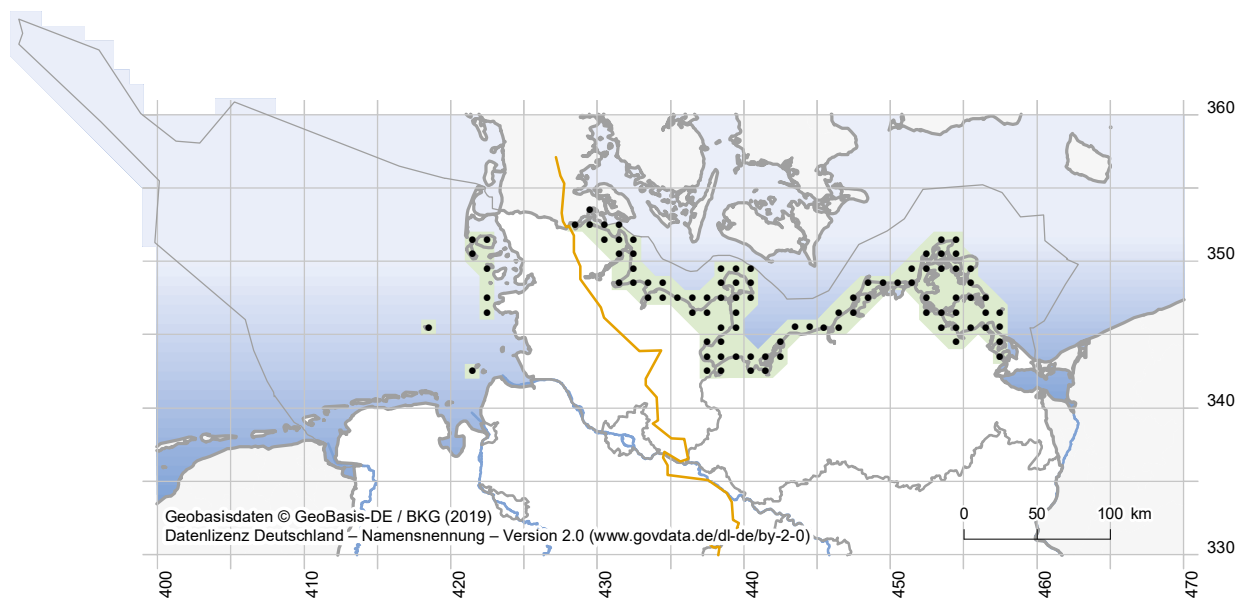 360
350
340
330
0 50 100 km
Geobasisdaten © GeoBasis-DE / BKG (2019)
Datenlizenz Deutschland – Namensnennung – Version 2.0 (www.govdata.de/dl-de/by-2-0)
400 410 420 430 440 450 460 470